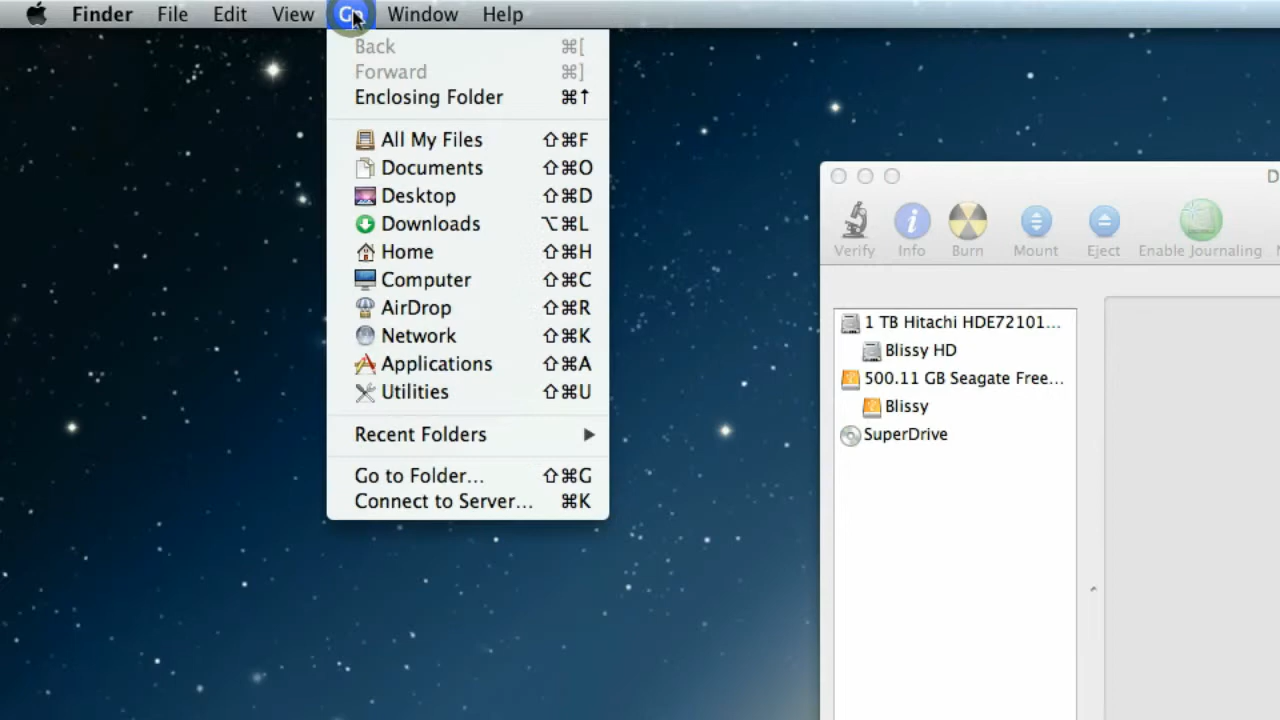 Finder File Edit View Go Window Help
Back ⌘[
Forward ⌘]
Enclosing Folder ⌘↑
All My Files ⇧⌘F
Documents ⇧⌘O
Desktop ⇧⌘D
Downloads ⌥⌘L
Home ⇧⌘H
Computer ⇧⌘C
AirDrop ⇧⌘R
Network ⇧⌘K
Applications ⇧⌘A
Utilities ⇧⌘U
Recent Folders ▶
Go to Folder... ⇧⌘G
Connect to Server... ⌘K
D
Verify Info Burn Mount Eject Enable Journaling
1 TB Hitachi HDE72101...
Blissy HD
500.11 GB Seagate Free...
Blissy
SuperDrive